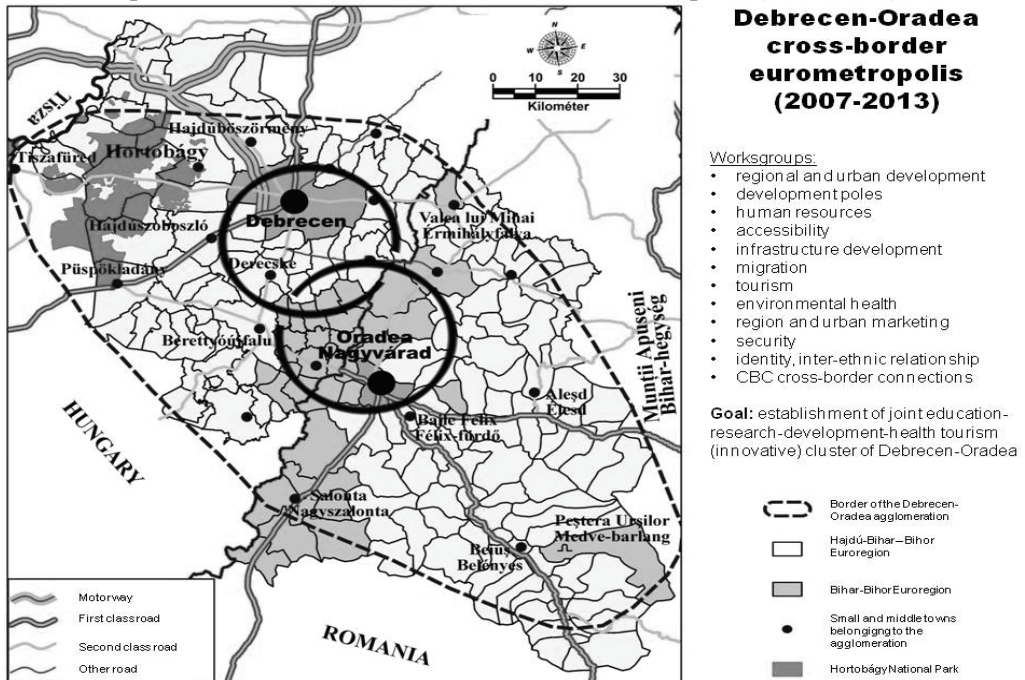 N
W
E
S
0 10 20 30
Kilométer
TISZA
Hajdúböszörmény
Tiszafüred
Hortobágy
Debrecen
Hajdúszoboszló
Valea lui Mihai
Érmihályfalva
Püspökladány
Derecske
Berettyóújfalu
Oradea
Nagyvárad
Munții Apuseni
Bihar-hegység
Aleşd
Élesd
Baile Felix
Félix-fürdő
HUNGARY
Salonta
Nagyszalonta
Peştera Urşilor
Medve-barlang
Beiuş
Belényes
ROMANIA
Motorway
First class road
Second class road
Other road
Debrecen-Oradea
cross-border
eurometropolis
(2007-2013)
Worksgroups:
• regional and urban development
• development poles
• human resources
• accessibility
• infrastructure development
• migration
• tourism
• environmental health
• region and urban marketing
• security
• identity, inter-ethnic relationship
• CBC cross-border connections
Goal: establishment of joint education-
research-development-health tourism
(innovative) cluster of Debrecen-Oradea
Border of the Debrecen-
Oradea agglomeration
Hajdú-Bihar–Bihor
Euroregion
Bihar-Bihor Euroregion
Small and middle towns
belongigng to the
agglomeration
Hortobágy National Park